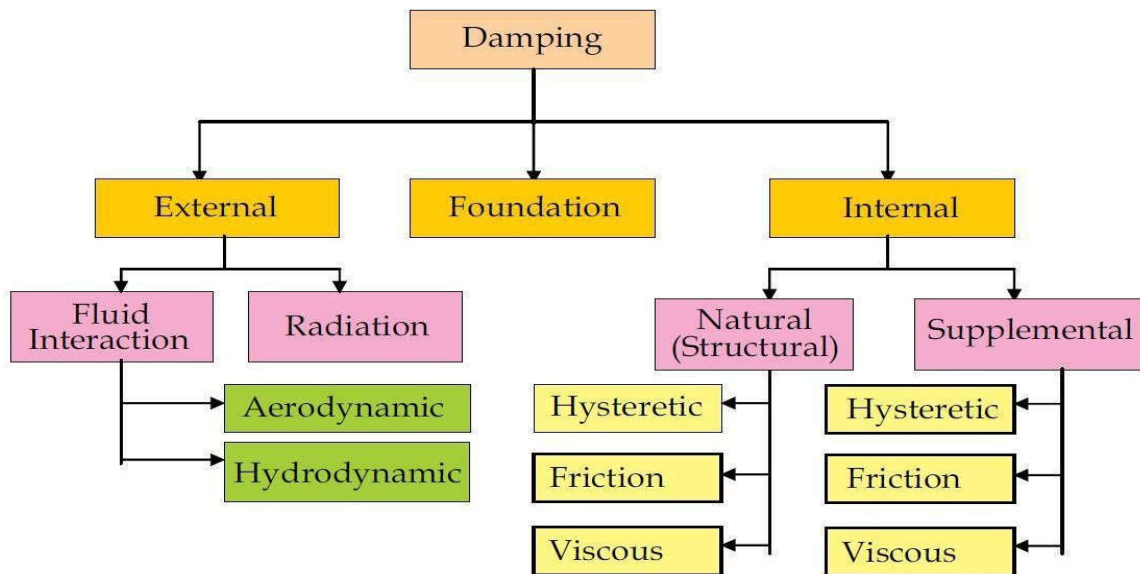 Damping
External
Foundation
Internal
Fluid
Interaction
Radiation
Natural
(Structural)
Supplemental
Aerodynamic
Hydrodynamic
Hysteretic
Friction
Viscous
Hysteretic
Friction
Viscous